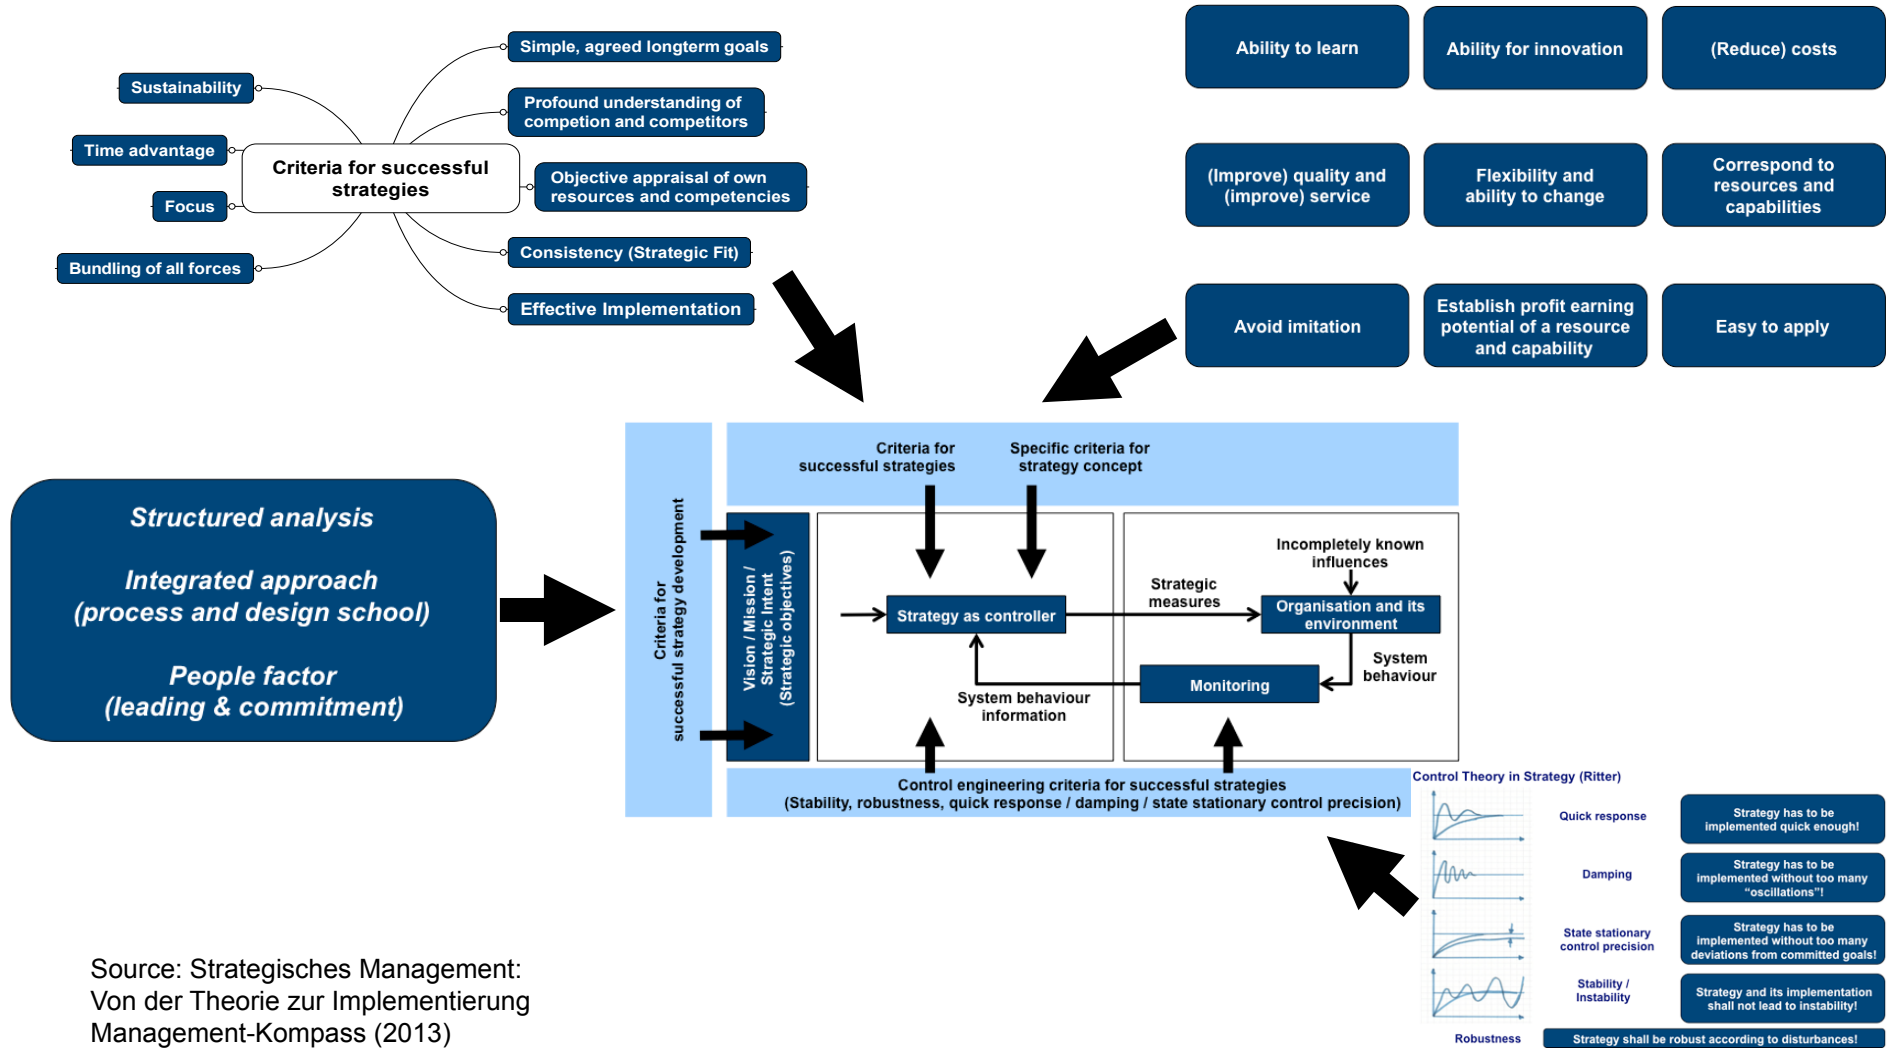 Simple, agreed longterm goals
Sustainability
Profound understanding of
competion and competitors
Time advantage
Criteria for successful
strategies
Objective appraisal of own
resources and competencies
Focus
Consistency (Strategic Fit)
Bundling of all forces
Effective Implementation
Ability to learn
Ability for innovation
(Reduce) costs
(Improve) quality and
(improve) service
Flexibility and
ability to change
Correspond to
resources and
capabilities
Avoid imitation
Establish profit earning
potential of a resource
and capability
Easy to apply
Structured analysis
Integrated approach
(process and design school)
People factor
(leading & commitment)
Criteria for
successful strategy development
Criteria for
successful strategies
Specific criteria for
strategy concept
Vision / Mission /
Strategic Intent
(Strategic objectives)
Strategy as controller
Strategic
measures
Incompletely known
influences
Organisation and its
environment
System
behaviour
Monitoring
System behaviour
information
Control engineering criteria for successful strategies
(Stability, robustness, quick response / damping / state stationary control precision)
Control Theory in Strategy (Ritter)
Quick response
Strategy has to be
implemented quick enough!
Damping
Strategy has to be
implemented without too many
“oscillations”!
State stationary
control precision
Strategy has to be
implemented without too many
deviations from committed goals!
Stability /
Instability
Strategy and its implementation
shall not lead to instability!
Robustness
Strategy shall be robust according to disturbances!
Source: Strategisches Management:
Von der Theorie zur Implementierung
Management-Kompass (2013)